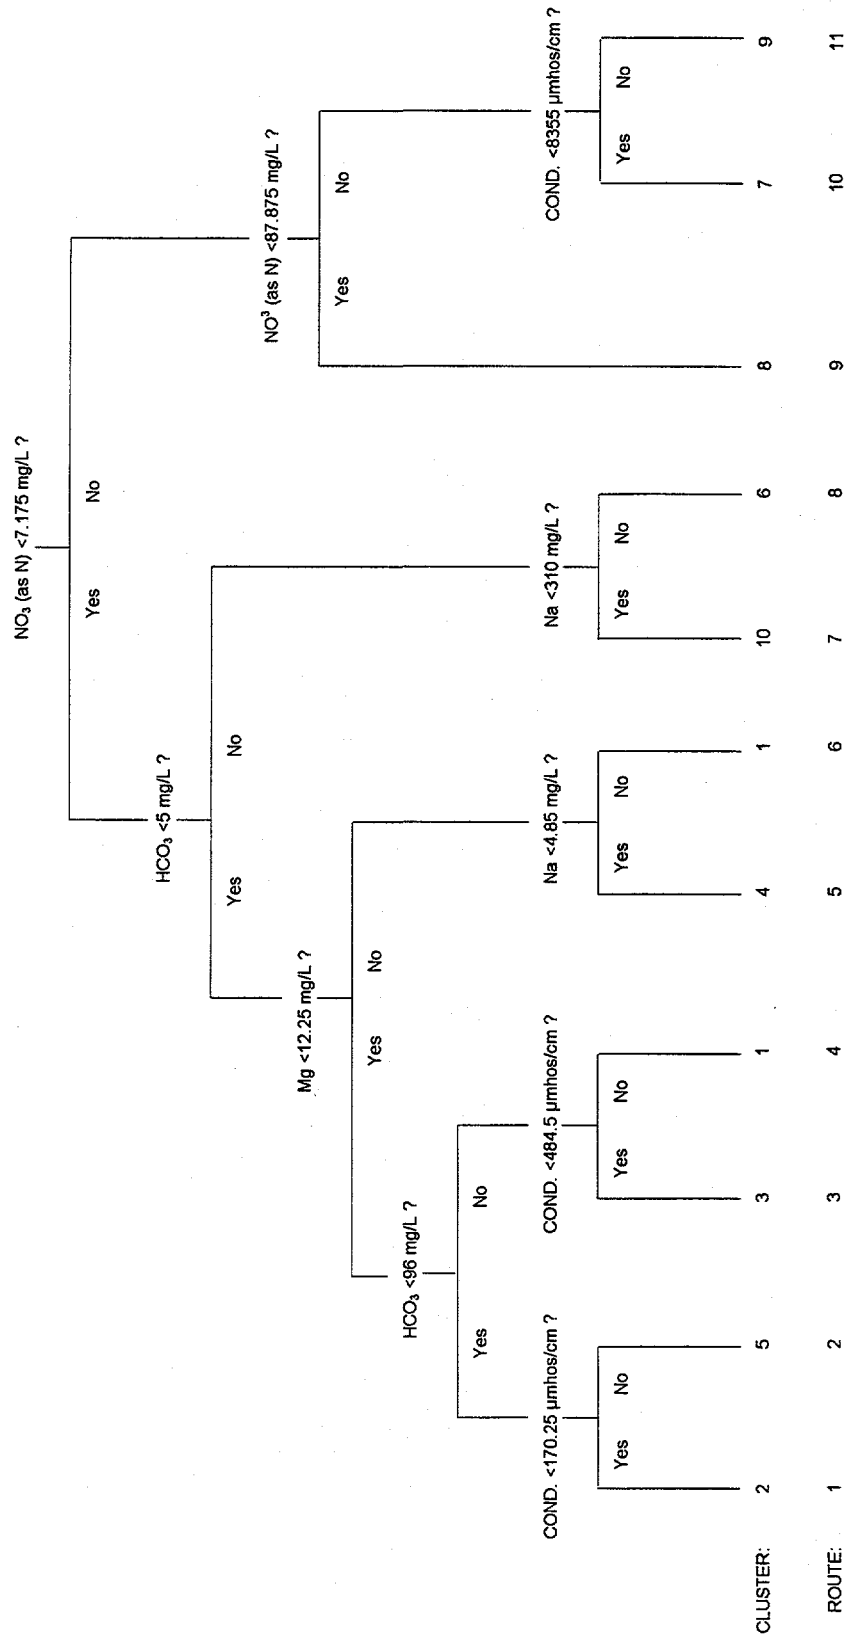 NO₃ (as N) <7.175 mg/L ?
Yes No
HCO₃ <5 mg/L ?
Yes No
NO³ (as N) <87.875 mg/L ?
Yes No
Mg <12.25 mg/L ?
Yes No
HCO₃ <96 mg/L ?
Yes No
COND. <170.25 µmhos/cm ?
COND. <484.5 µmhos/cm ?
Na <4.85 mg/L ?
Na <310 mg/L ?
COND. <8355 µmhos/cm ?
Yes No Yes No Yes No Yes No Yes No
CLUSTER: 2 5 3 1 4 1 10 6 8 7 9
ROUTE: 1 2 3 4 5 6 7 8 9 10 11